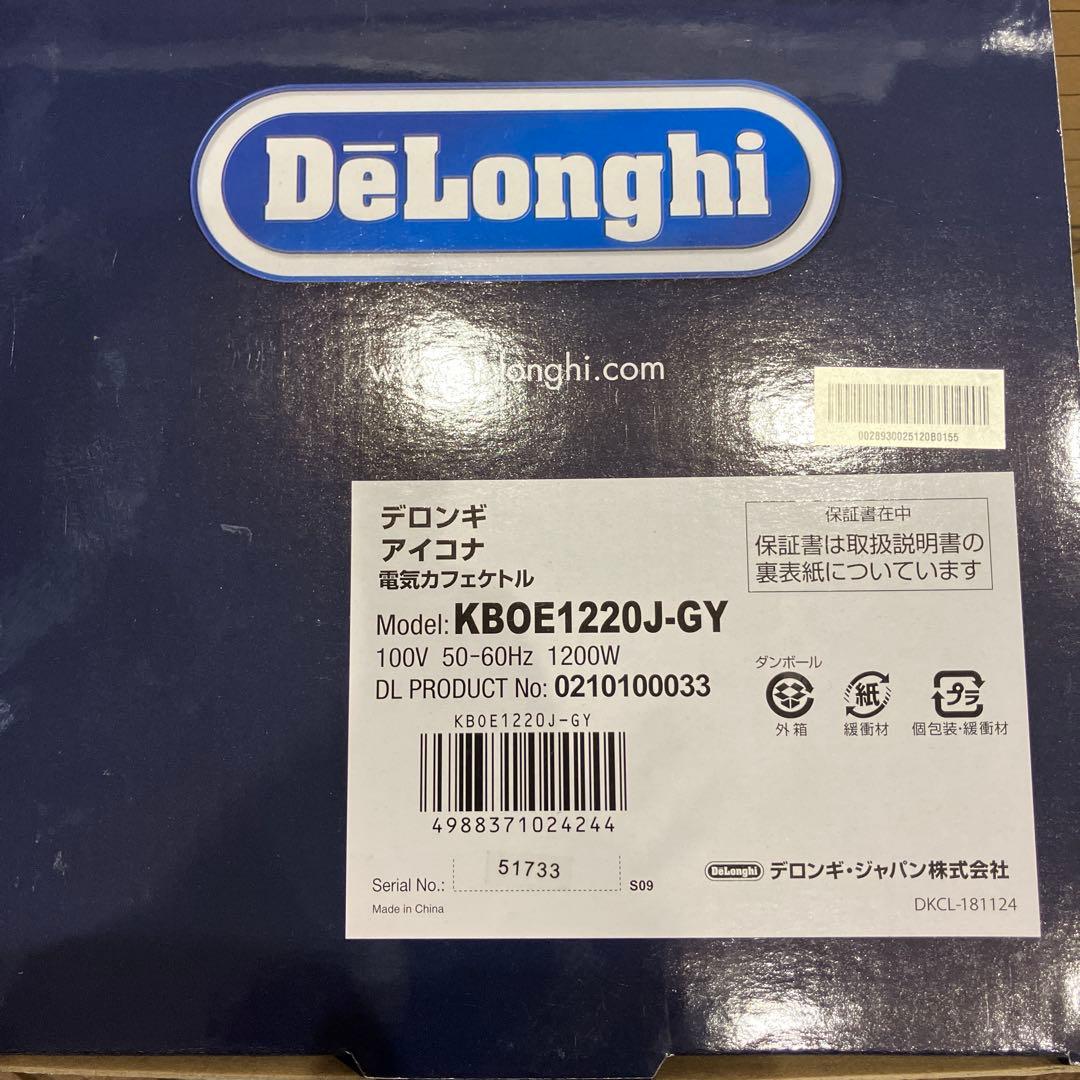 DeLonghi
longhi.com
0028930025120B0155
デロンギ
アイコナ
電気カフェケトル
Model: KBOE1220J-GY
100V 50-60Hz 1200W
DL PRODUCT No: 0210100033
KBOE1220J-GY
4988371024244
Serial No.: 51733 S09
Made in China
保証書在中
保証書は取扱説明書の
裏表紙についています
ダンボール
外箱
紙
緩衝材
プラ
個包装・緩衝材
DeLonghi デロンギ・ジャパン株式会社
DKCL-181124